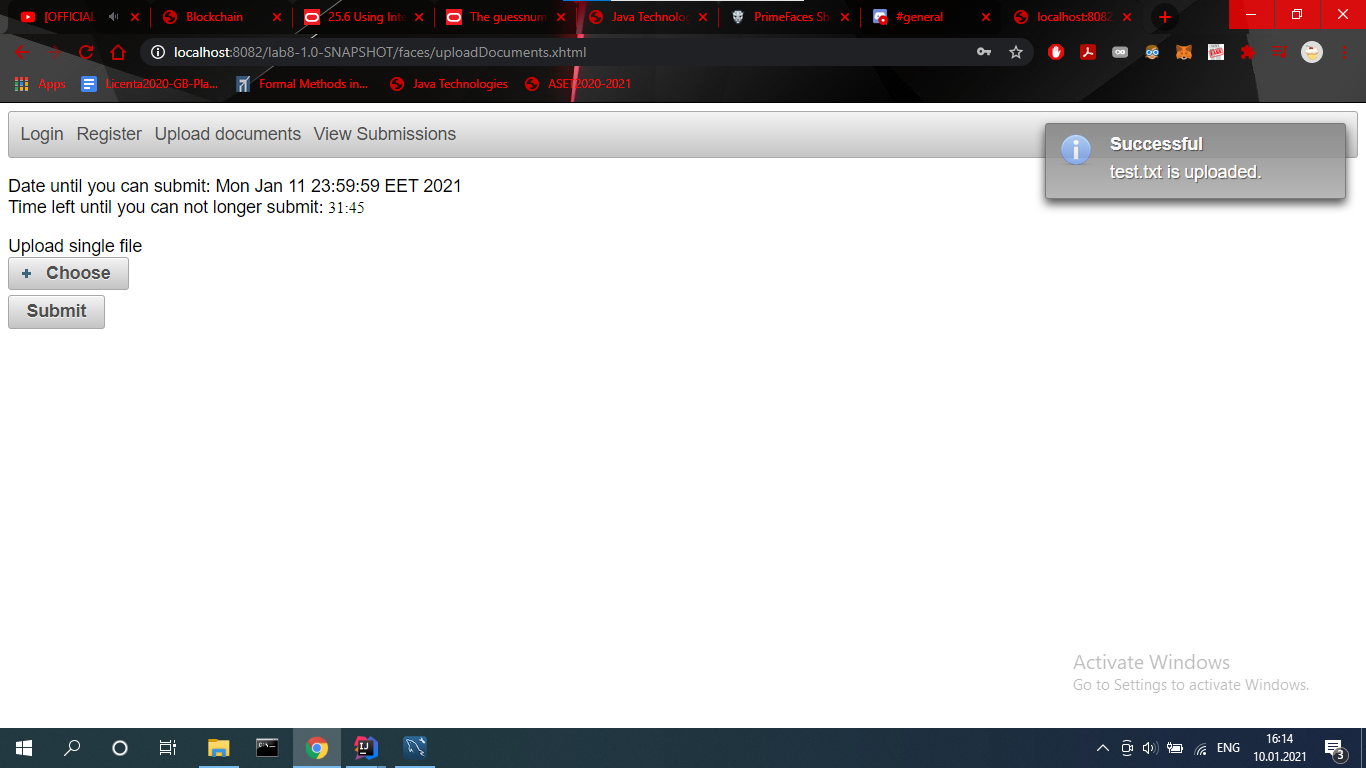 [OFFICIAL
Blockchain
25.6 Using Inte
The guessnum
Java Technolo
PrimeFaces Sh
#general
localhost:8082
localhost:8082/lab8-1.0-SNAPSHOT/faces/uploadDocuments.xhtml
Apps
Licenta2020-GB-Pla...
Formal Methods in...
Java Technologies
ASET2020-2021
Login
Register
Upload documents
View Submissions
Successful
test.txt is uploaded.
Date until you can submit: Mon Jan 11 23:59:59 EET 2021
Time left until you can not longer submit: 31:45
Upload single file
+ Choose
Submit
Activate Windows
Go to Settings to activate Windows.
ENG
16:14
10.01.2021
3